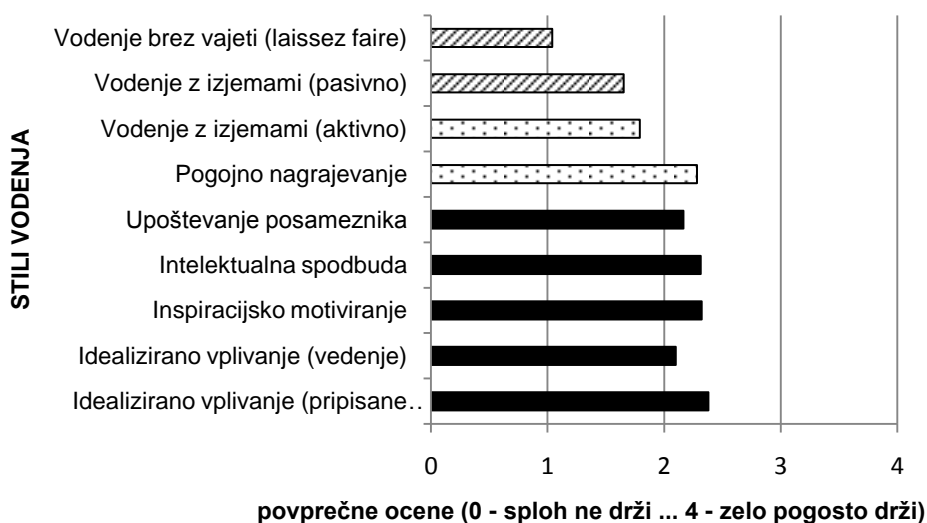 Vodenje brez vajeti (laissez faire)
Vodenje z izjemami (pasivno)
Vodenje z izjemami (aktivno)
Pogojno nagrajevanje
Upoštevanje posameznika
Intelektualna spodbuda
Inspiracijsko motiviranje
Idealizirano vplivanje (vedenje)
Idealizirano vplivanje (pripisane…
STILI VODENJA
0 1 2 3 4
povprečne ocene (0 - sploh ne drži ... 4 - zelo pogosto drži)